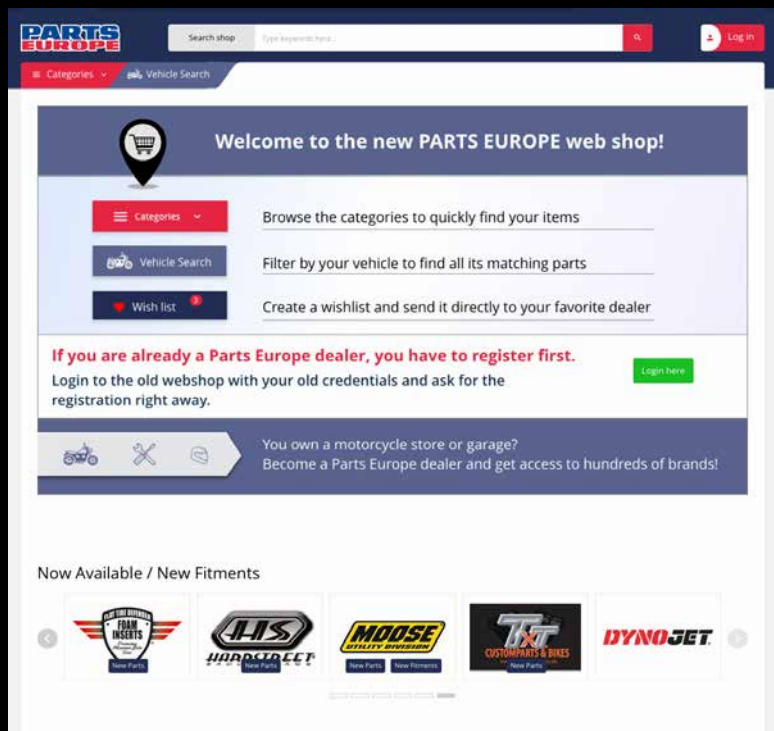 PARTS
EUROPE
Search shop
Type keywords here...
Log in
Categories
Vehicle Search
Welcome to the new PARTS EUROPE web shop!
Categories
Browse the categories to quickly find your items
Vehicle Search
Filter by your vehicle to find all its matching parts
Wish list 3
Create a wishlist and send it directly to your favorite dealer
If you are already a Parts Europe dealer, you have to register first.
Login to the old webshop with your old credentials and ask for the
registration right away.
Login here
You own a motorcycle store or garage?
Become a Parts Europe dealer and get access to hundreds of brands!
Now Available / New Fitments
FLAT TIRE DEFENDER
FOAM
INSERTS
New Parts
HS
HARDSTREET
New Parts
MOOSE
UTILITY DIVISION
New Parts
New Fitments
TXT
CUSTOMPARTS & BIKES
New Parts
DYNOJET